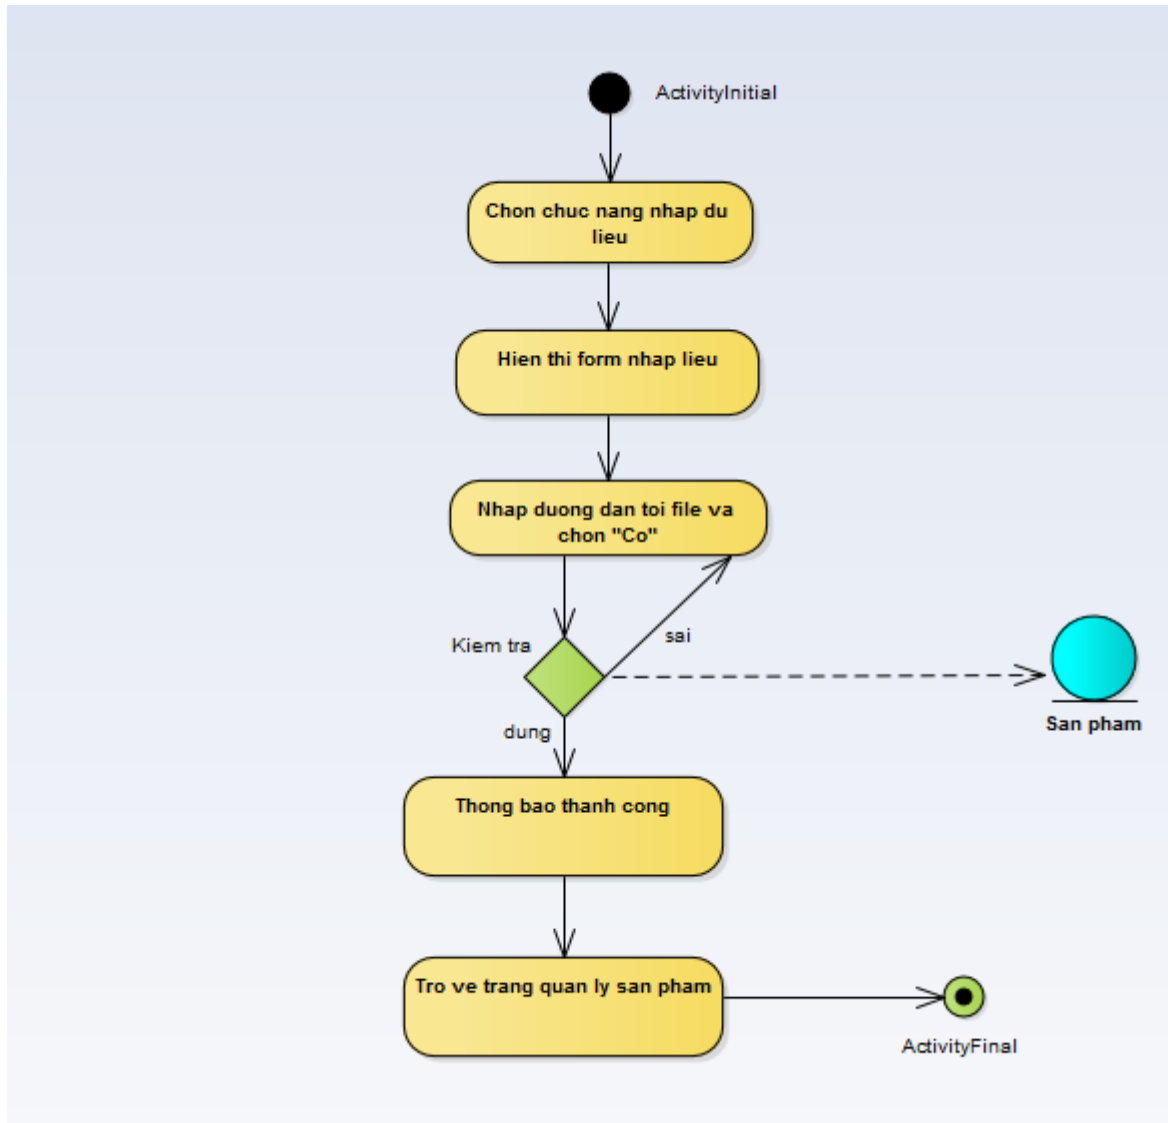 ActivityInitial
Chon chuc nang nhap du
lieu
Hien thi form nhap lieu
Nhap duong dan toi file va
chon "Co"
Kiem tra
sai
San pham
dung
Thong bao thanh cong
Tro ve trang quan ly san pham
ActivityFinal